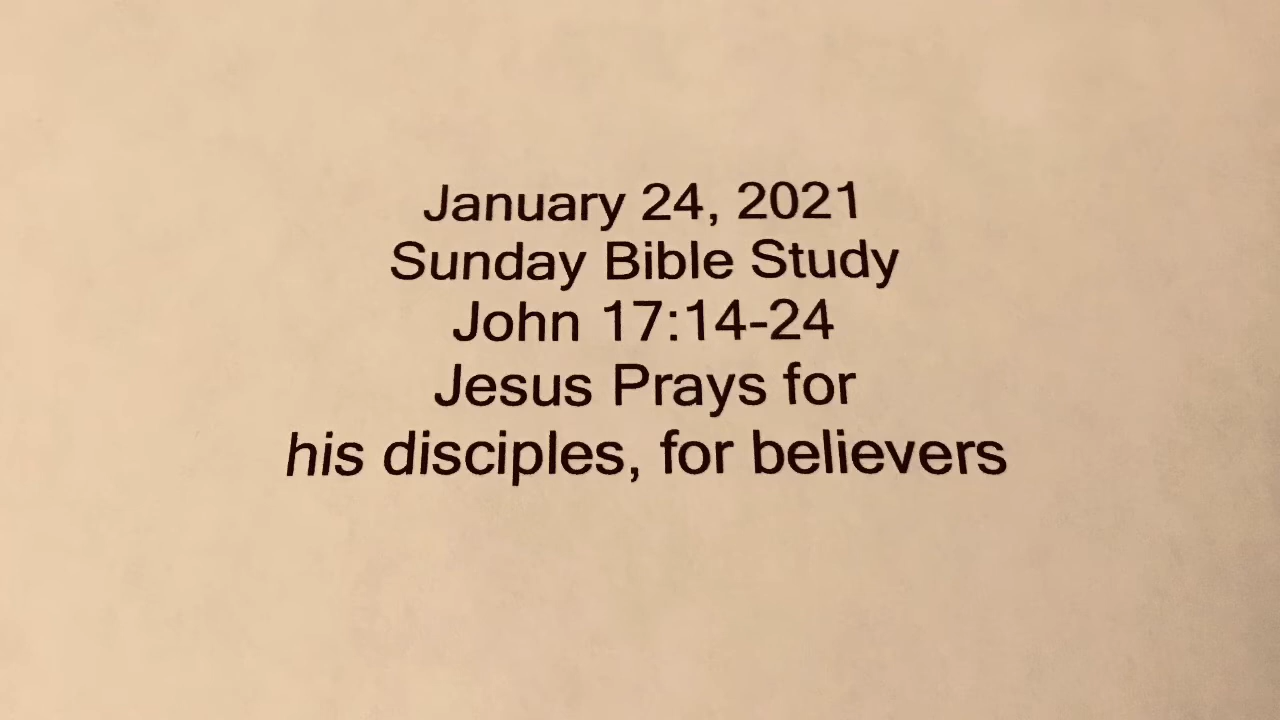 January 24, 2021
Sunday Bible Study
John 17:14-24
Jesus Prays for
his disciples, for believers